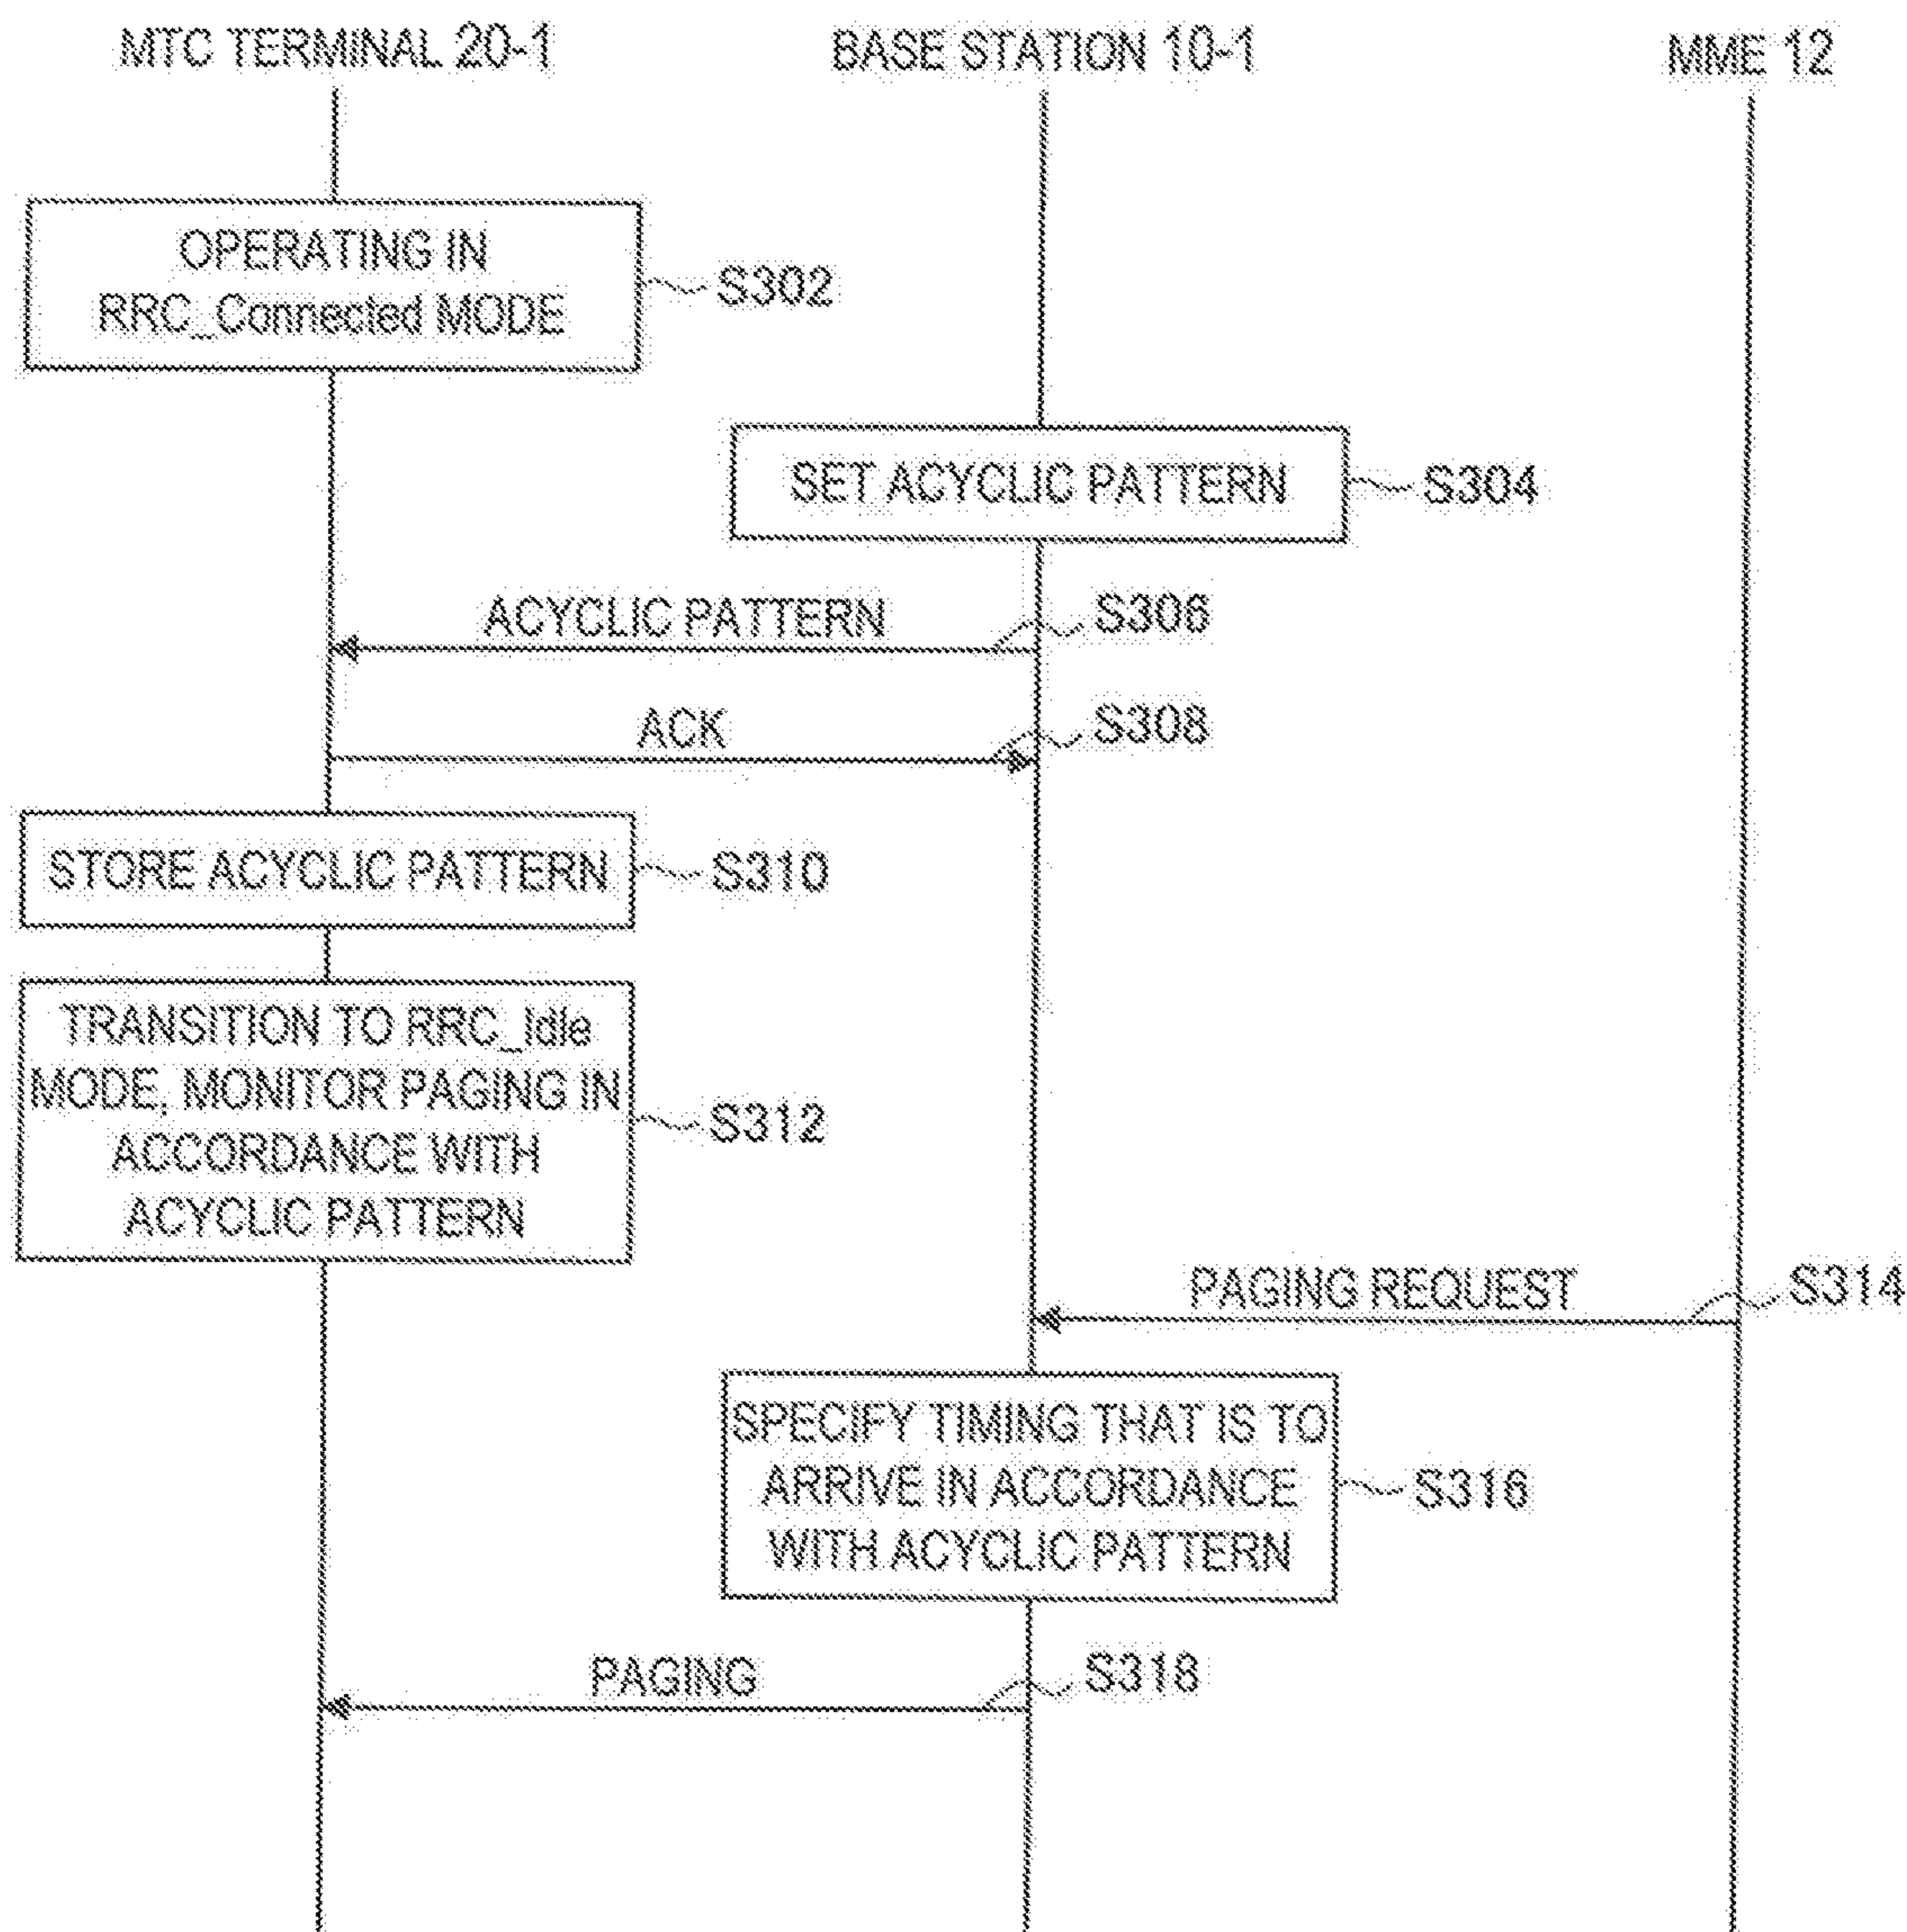 MTC TERMINAL 20-1
BASE STATION 10-1
MME 12
OPERATING IN
RRC_Connected MODE
S302
SET ACYCLIC PATTERN
S304
ACYCLIC PATTERN
S306
ACK
S308
STORE ACYCLIC PATTERN
S310
TRANSITION TO RRC_Idle
MODE, MONITOR PAGING IN
ACCORDANCE WITH
ACYCLIC PATTERN
S312
PAGING REQUEST
S314
SPECIFY TIMING THAT IS TO
ARRIVE IN ACCORDANCE
WITH ACYCLIC PATTERN
S316
PAGING
S318